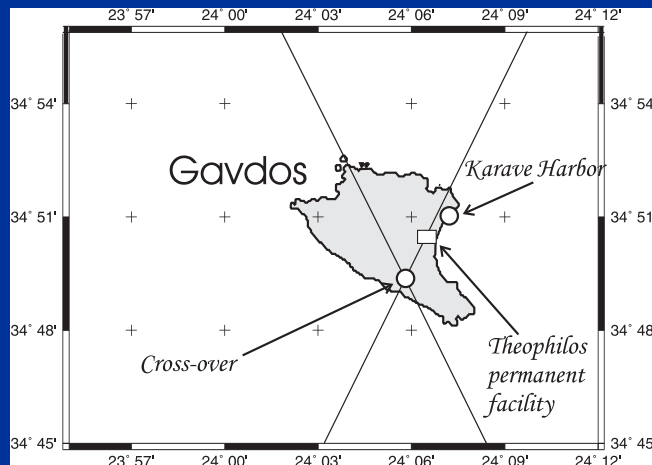 23˚ 57' 24˚ 00' 24˚ 03' 24˚ 06' 24˚ 09' 24˚ 12'
34˚ 54' 34˚ 54'
Gavdos
Karave Harbor
34˚ 51' 34˚ 51'
34˚ 48' 34˚ 48'
Cross-over
Theophilos
permanent
facility
34˚ 45' 34˚ 45'
23˚ 57' 24˚ 00' 24˚ 03' 24˚ 06' 24˚ 09' 24˚ 12'